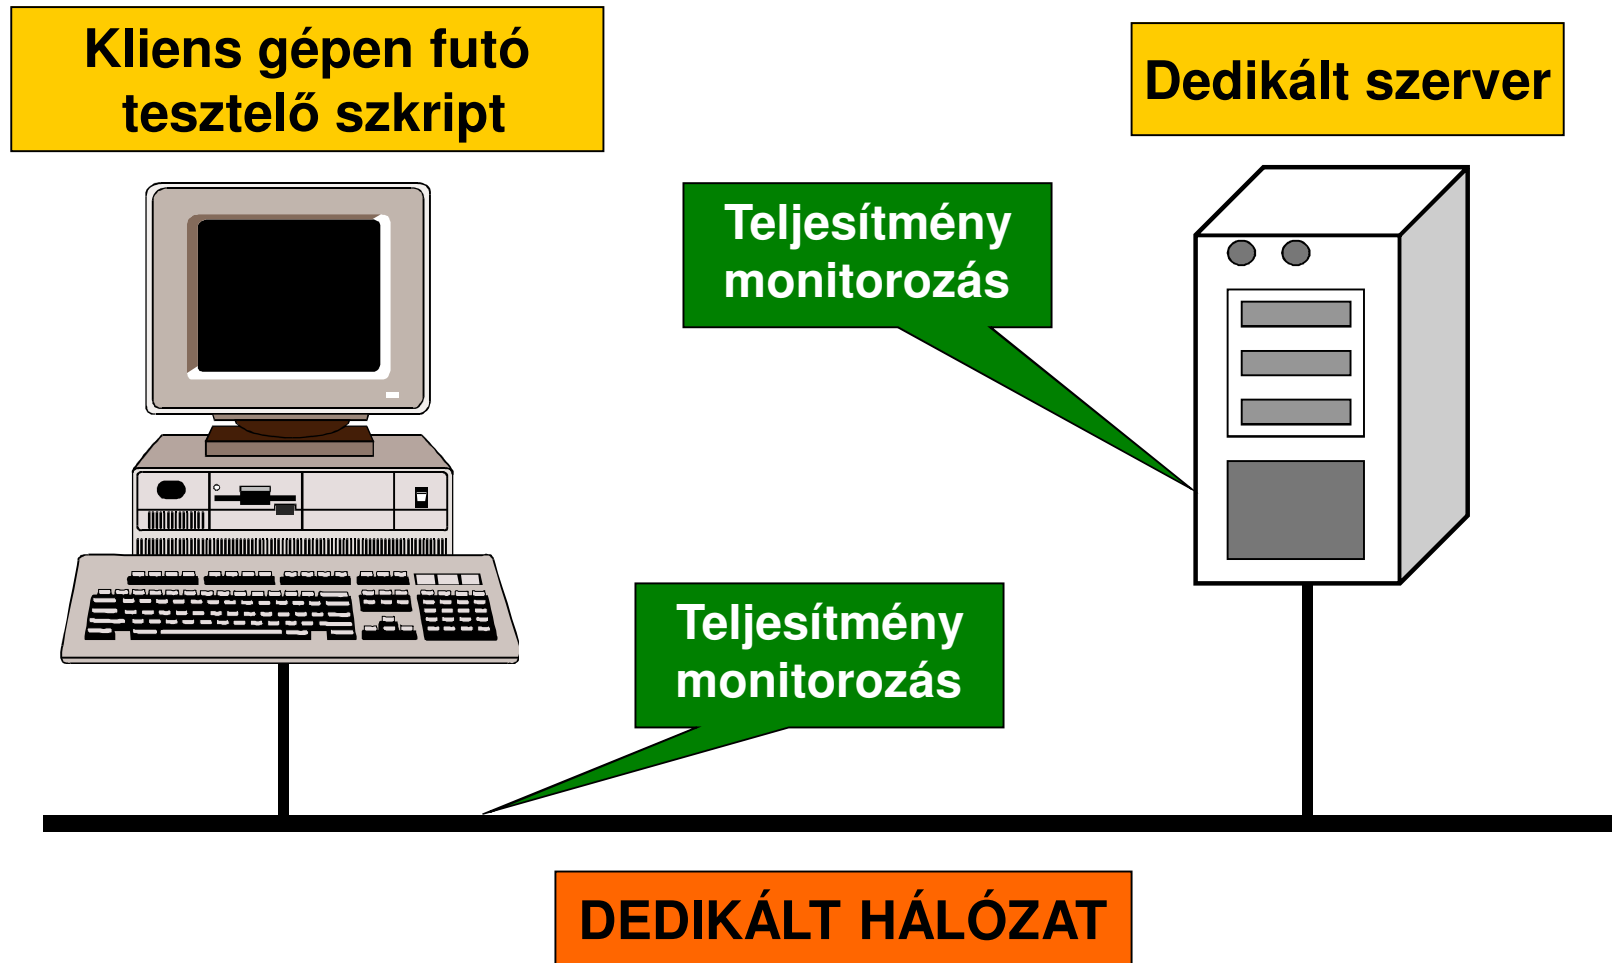 Kliens gépen futó
tesztelő szkript
Dedikált szerver
Teljesítmény
monitorozás
Teljesítmény
monitorozás
DEDIKÁLT HÁLÓZAT